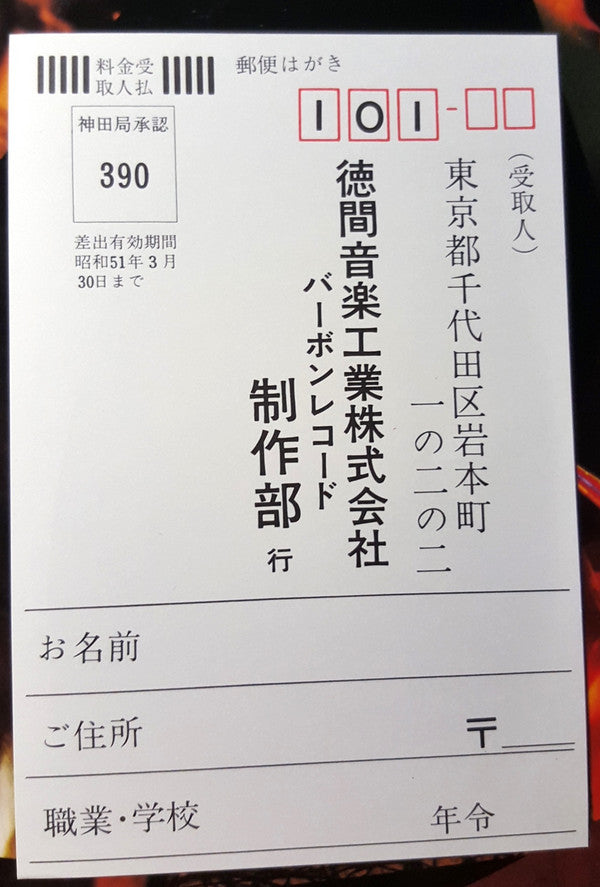 料金受
取人払
郵便はがき
神田局承認
390
差出有効期間
昭和51年3月
30日まで
101-
(受取人)
東京都千代田区岩本町
一の二の二
徳間音楽工業株式会社
バーボンレコード
制作部 行
お名前
ご住所 〒
職業・学校 年令